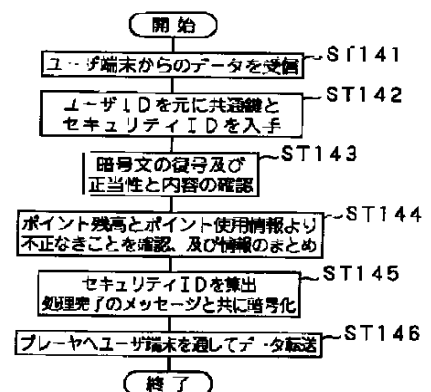 開始
ユーザ端末からのデータを受信
ST141
ユーザIDを元に共通鍵と
セキュリティIDを入手
ST142
暗号文の復号及び
正当性と内容の確認
ST143
ポイント残高とポイント使用情報より
不正なきことを確認、及び情報のまとめ
ST144
セキュリティIDを算出
処理完了のメッセージと共に暗号化
ST145
プレーヤへユーザ端末を通してデータ転送
ST146
終了